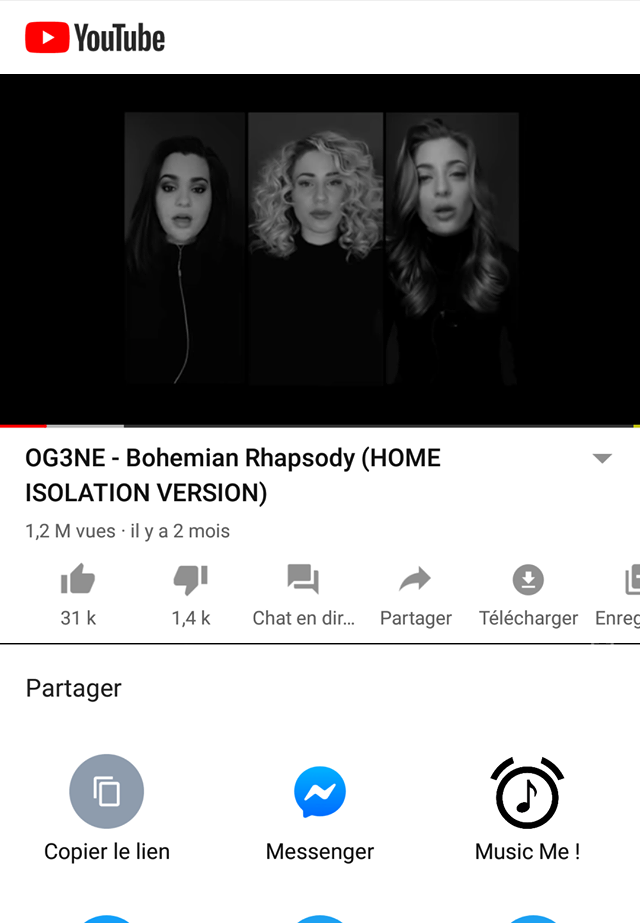 YouTube
OG3NE - Bohemian Rhapsody (HOME
ISOLATION VERSION)
1,2 M vues · il y a 2 mois
31 k 1,4 k Chat en dir... Partager Télécharger Enreg
Partager
Copier le lien Messenger Music Me !